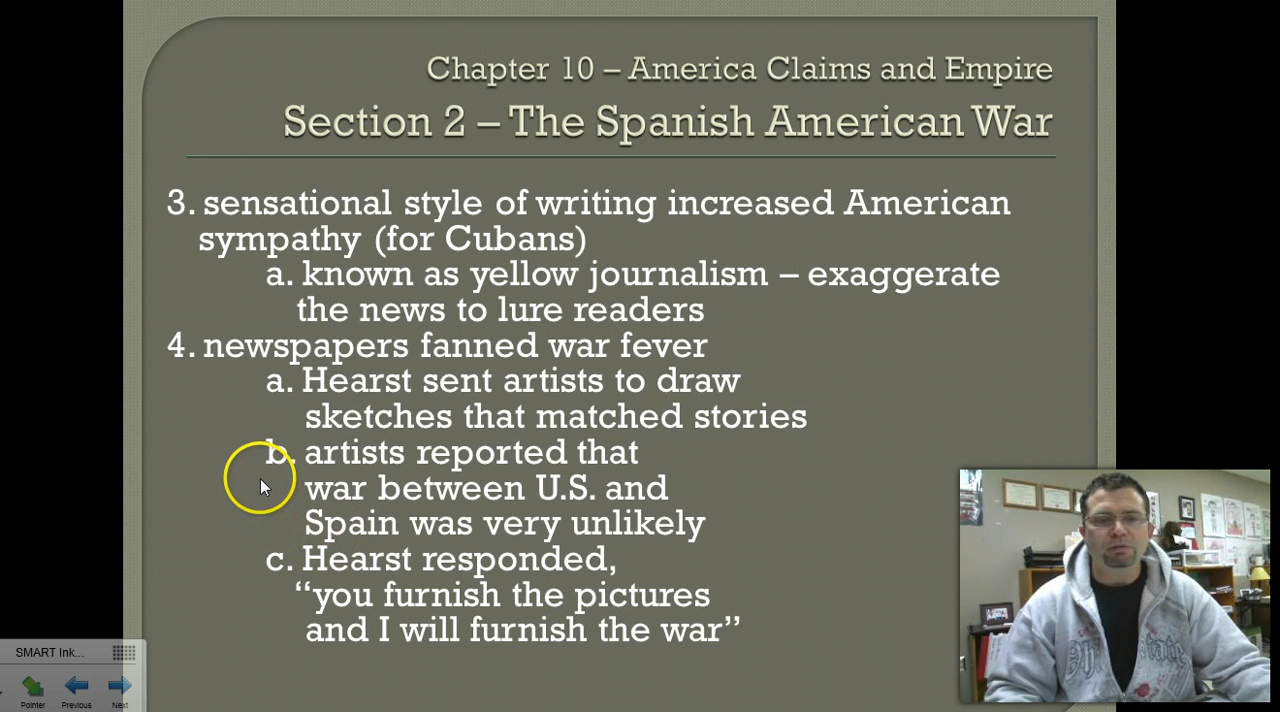 Chapter 10 – America Claims and Empire
Section 2 – The Spanish American War
3. sensational style of writing increased American
sympathy (for Cubans)
a. known as yellow journalism – exaggerate
the news to lure readers
4. newspapers fanned war fever
a. Hearst sent artists to draw
sketches that matched stories
b. artists reported that
war between U.S. and
Spain was very unlikely
c. Hearst responded,
“you furnish the pictures
and I will furnish the war”
SMART Ink...
Pointer Previous Next